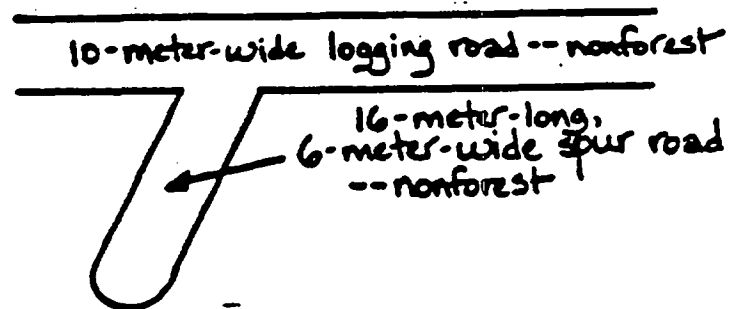 10-meter-wide logging road -- nonforest
16-meter-long,
6-meter-wide spur road
-- nonforest